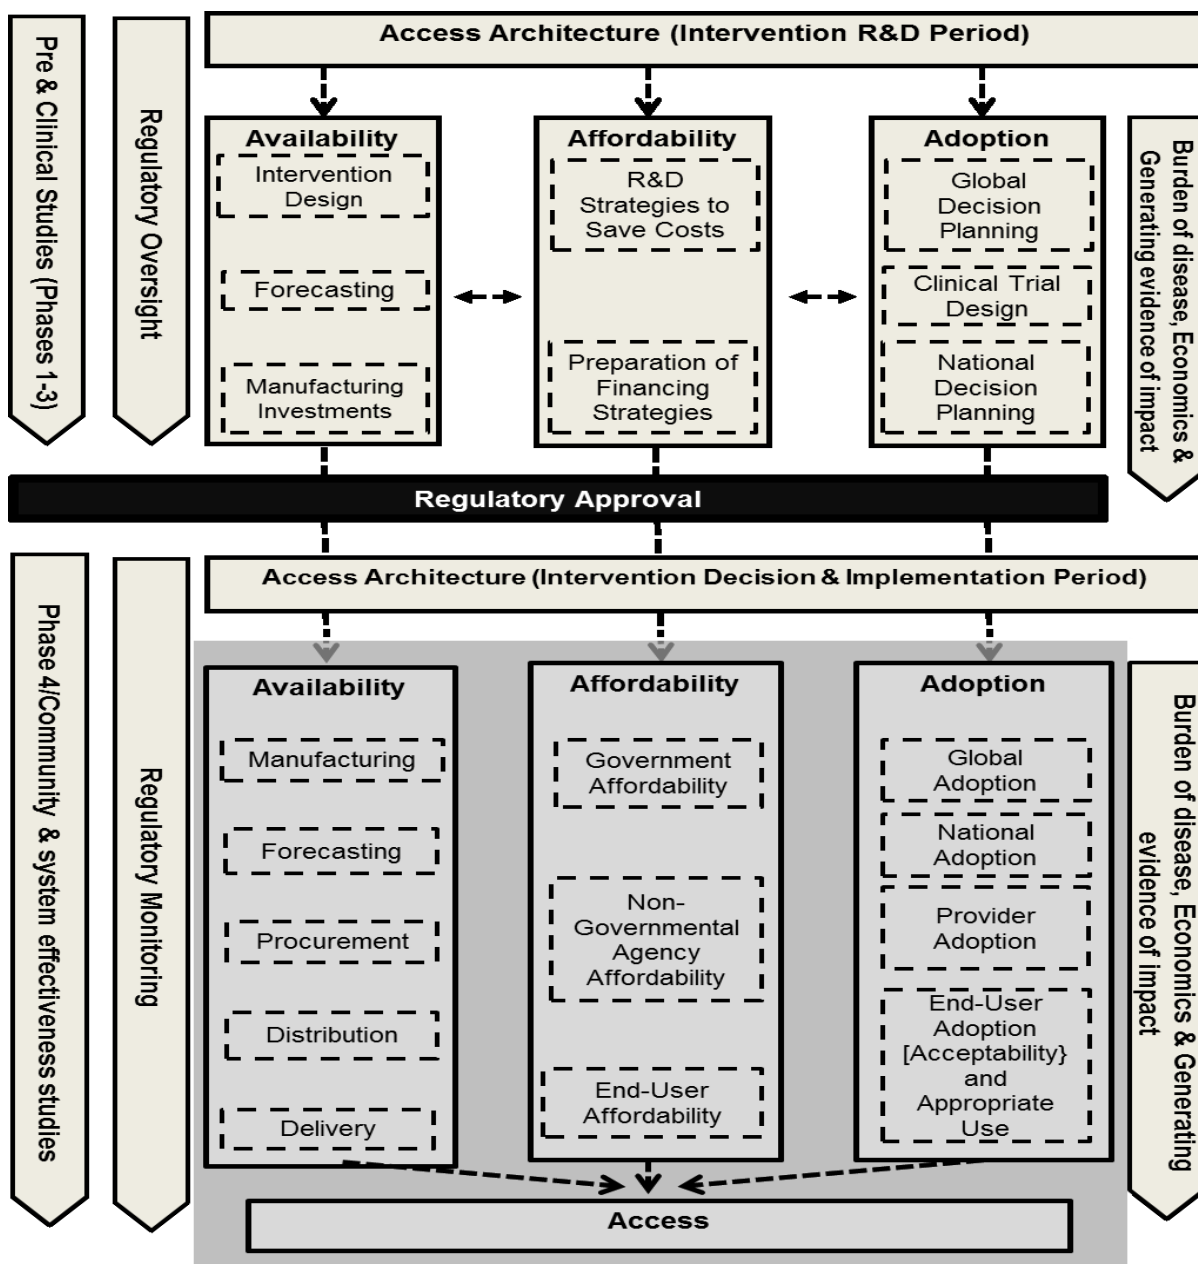 Access Architecture (Intervention R&D Period)
Pre & Clinical Studies (Phases 1-3)
Regulatory Oversight
Availability
Intervention
Design
Forecasting
Manufacturing
Investments
Affordability
R&D
Strategies to
Save Costs
Preparation of
Financing
Strategies
Adoption
Global
Decision
Planning
Clinical Trial
Design
National
Decision
Planning
Burden of disease, Economics &
Generating evidence of impact
Regulatory Approval
Access Architecture (Intervention Decision & Implementation Period)
Phase 4/Community & system effectiveness studies
Regulatory Monitoring
Availability
Manufacturing
Forecasting
Procurement
Distribution
Delivery
Affordability
Government
Affordability
Non-
Governmental
Agency
Affordability
End-User
Affordability
Adoption
Global
Adoption
National
Adoption
Provider
Adoption
End-User
Adoption
[Acceptability}
and
Appropriate
Use
Burden of disease, Economics & Generating
evidence of impact
Access